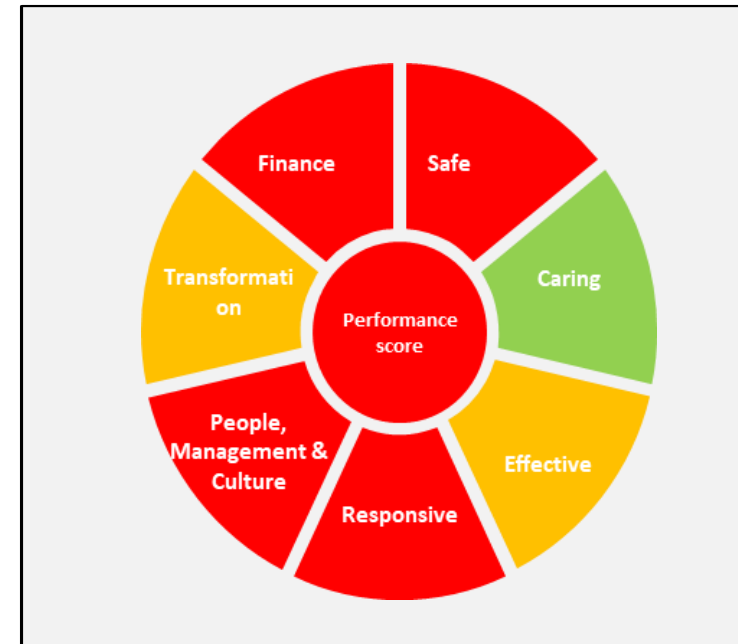 Finance
Safe
Transformati
on
Caring
Performance
score
People,
Management &
Culture
Effective
Responsive